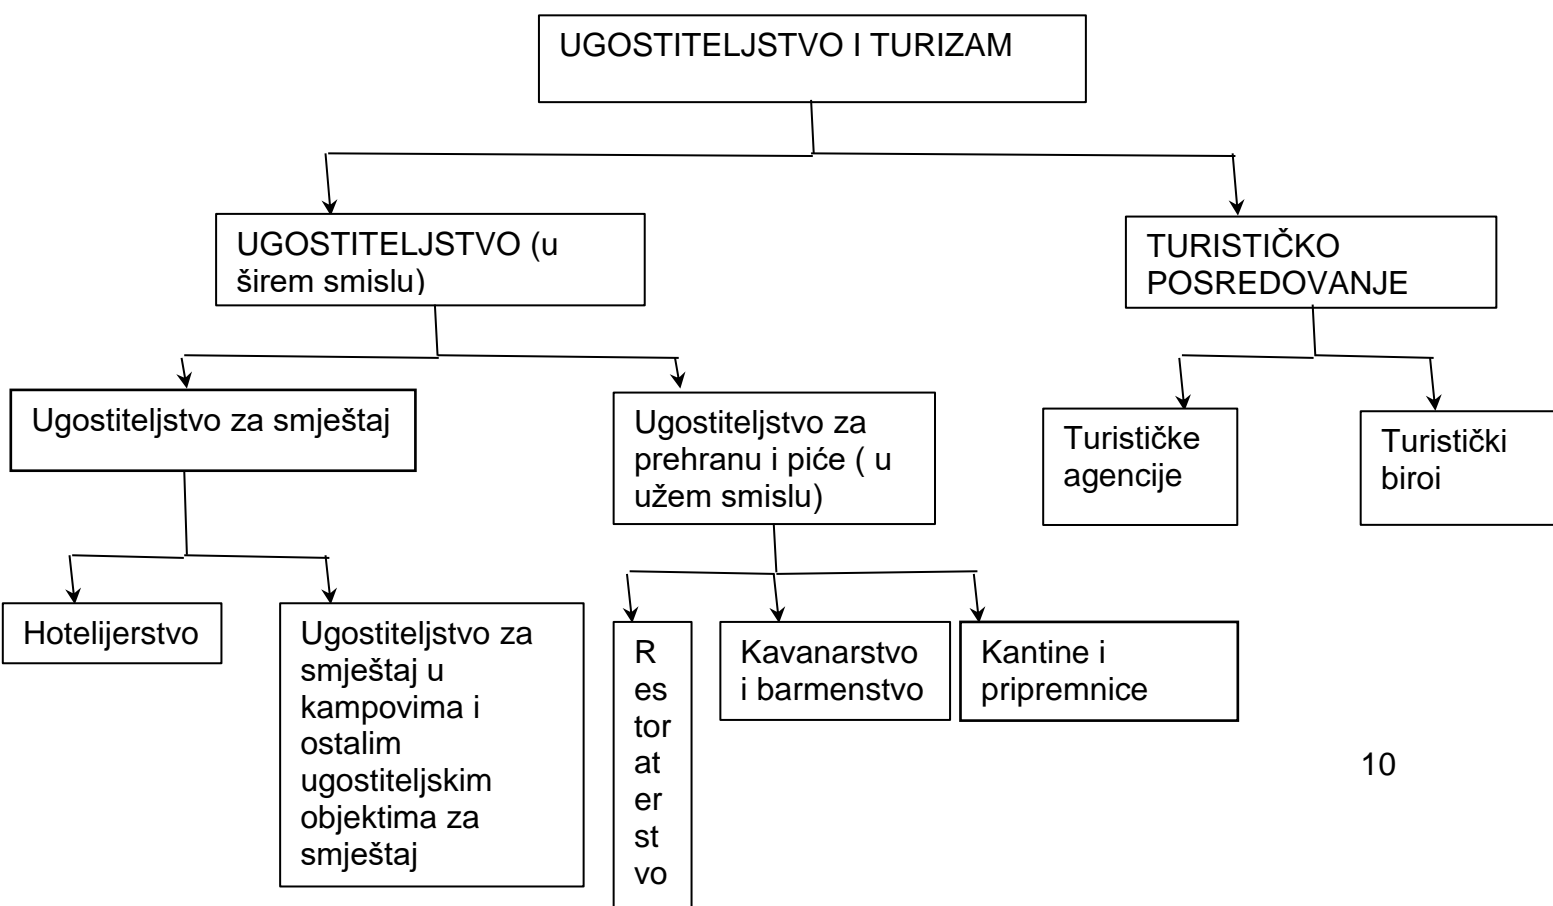 UGOSTITELJSTVO I TURIZAM
UGOSTITELJSTVO (u
širem smislu)
TURISTIČKO
POSREDOVANJE
Ugostiteljstvo za smještaj
Ugostiteljstvo za
prehranu i piće ( u
užem smislu)
Turističke
agencije
Turistički
biroi
Hotelijerstvo
Ugostiteljstvo za
smještaj u
kampovima i
ostalim
ugostiteljskim
objektima za
smještaj
R
es
tor
at
er
st
vo
Kavanarstvo
i barmenstvo
Kantine i
pripremnice
10